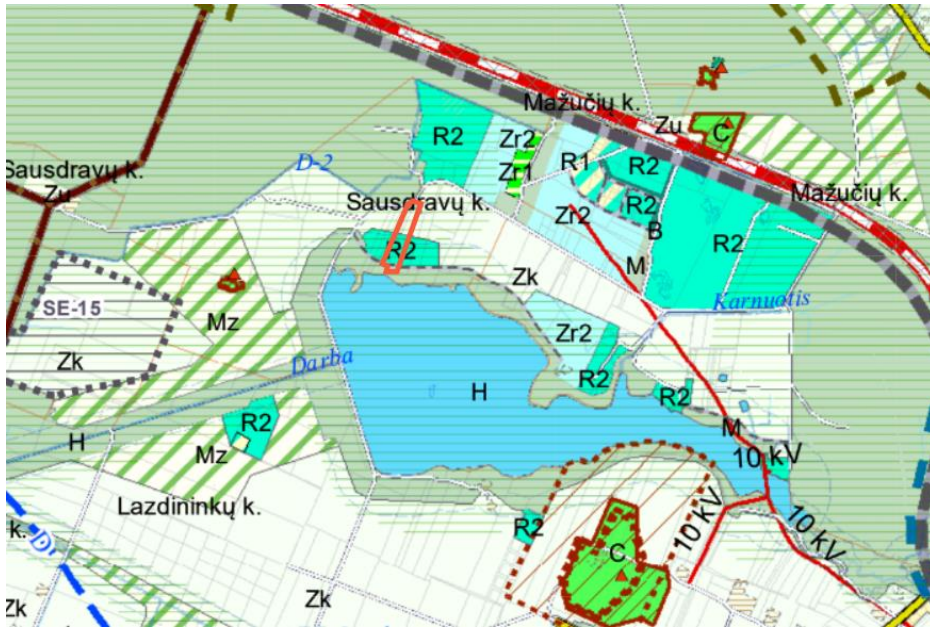 Mažučių k.
R2
Zr2
Zu
C
Sausdravų k.
D-2
Zr1
R1
R2
Mažučių k.
Zu
Sausdravų k.
Zr2
R2
B
R2
R2
Zk
M
SE-15
Mz
Karnuotis
Zk
Darba
Zr2
H
R2
R2
R2
H
Mz
M
10 kV
Lazdininkų k.
k.
R2
10 kV
10 kV
D
C
Zk
Zk